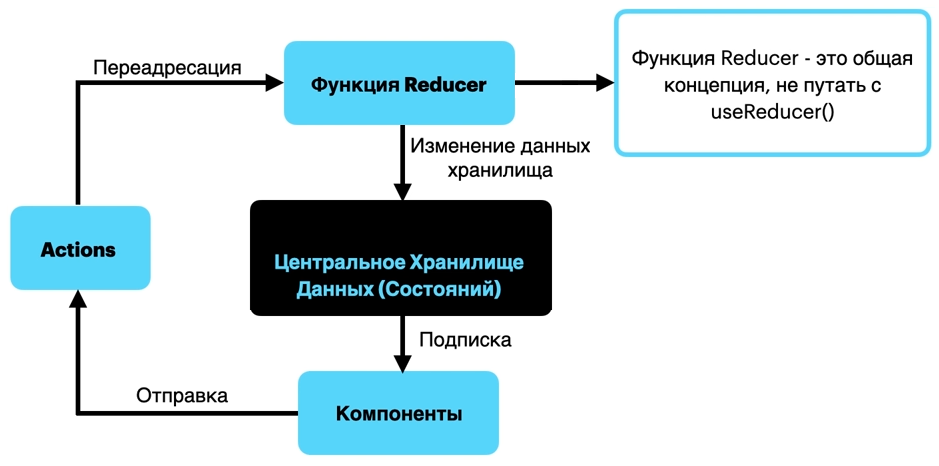 Переадресация
Функция Reducer
Функция Reducer - это общая
концепция, не путать с
useReducer()
Изменение данных
хранилища
Actions
Центральное Хранилище
Данных (Состояний)
Подписка
Отправка
Компоненты